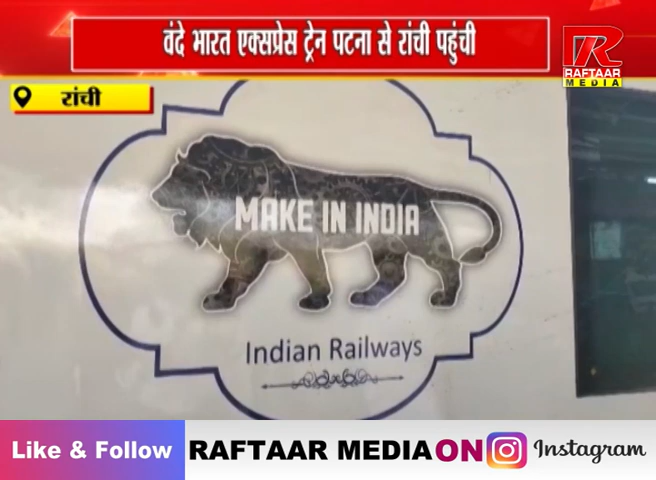 वंदे भारत एक्सप्रेस ट्रेन पटना से रांची पहुंची
R
RAFTAAR
MEDIA
रांची
MAKE IN INDIA
Indian Railways
Like & Follow RAFTAAR MEDIA ON Instagram